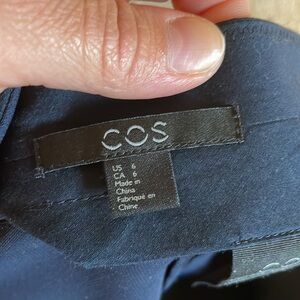 COS
US 6
CA 6
Made in
China
Fabriqué en
Chine